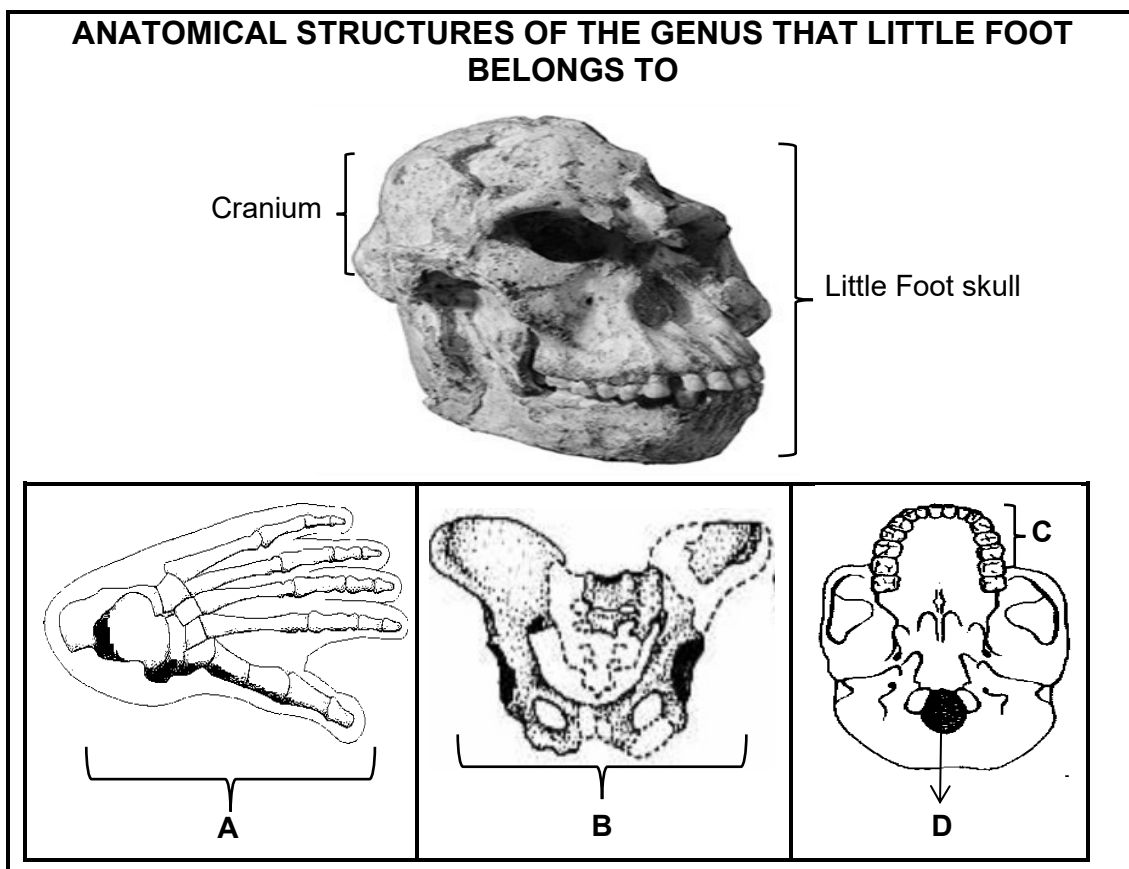 ANATOMICAL STRUCTURES OF THE GENUS THAT LITTLE FOOT
BELONGS TO
Cranium
Little Foot skull
C
A
B
D